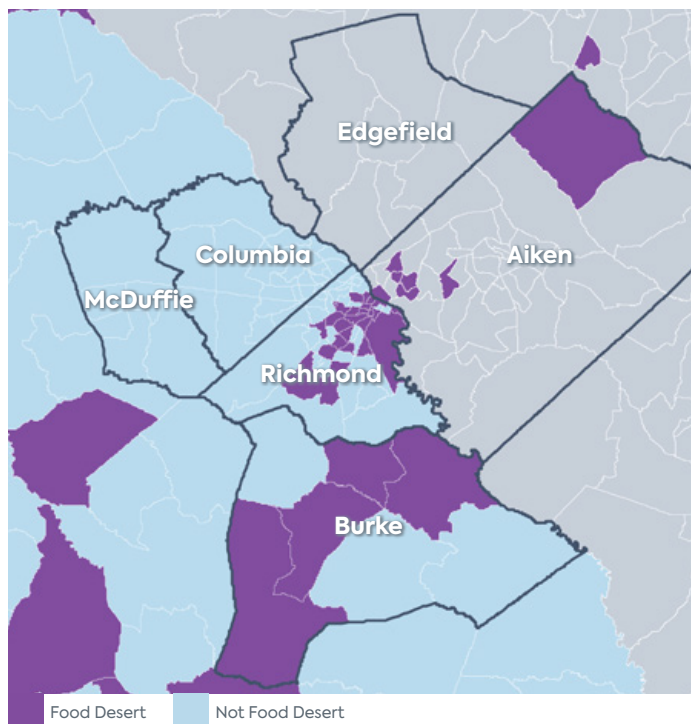 Edgefield
Aiken
Columbia
McDuffie
Richmond
Burke
Food Desert
Not Food Desert